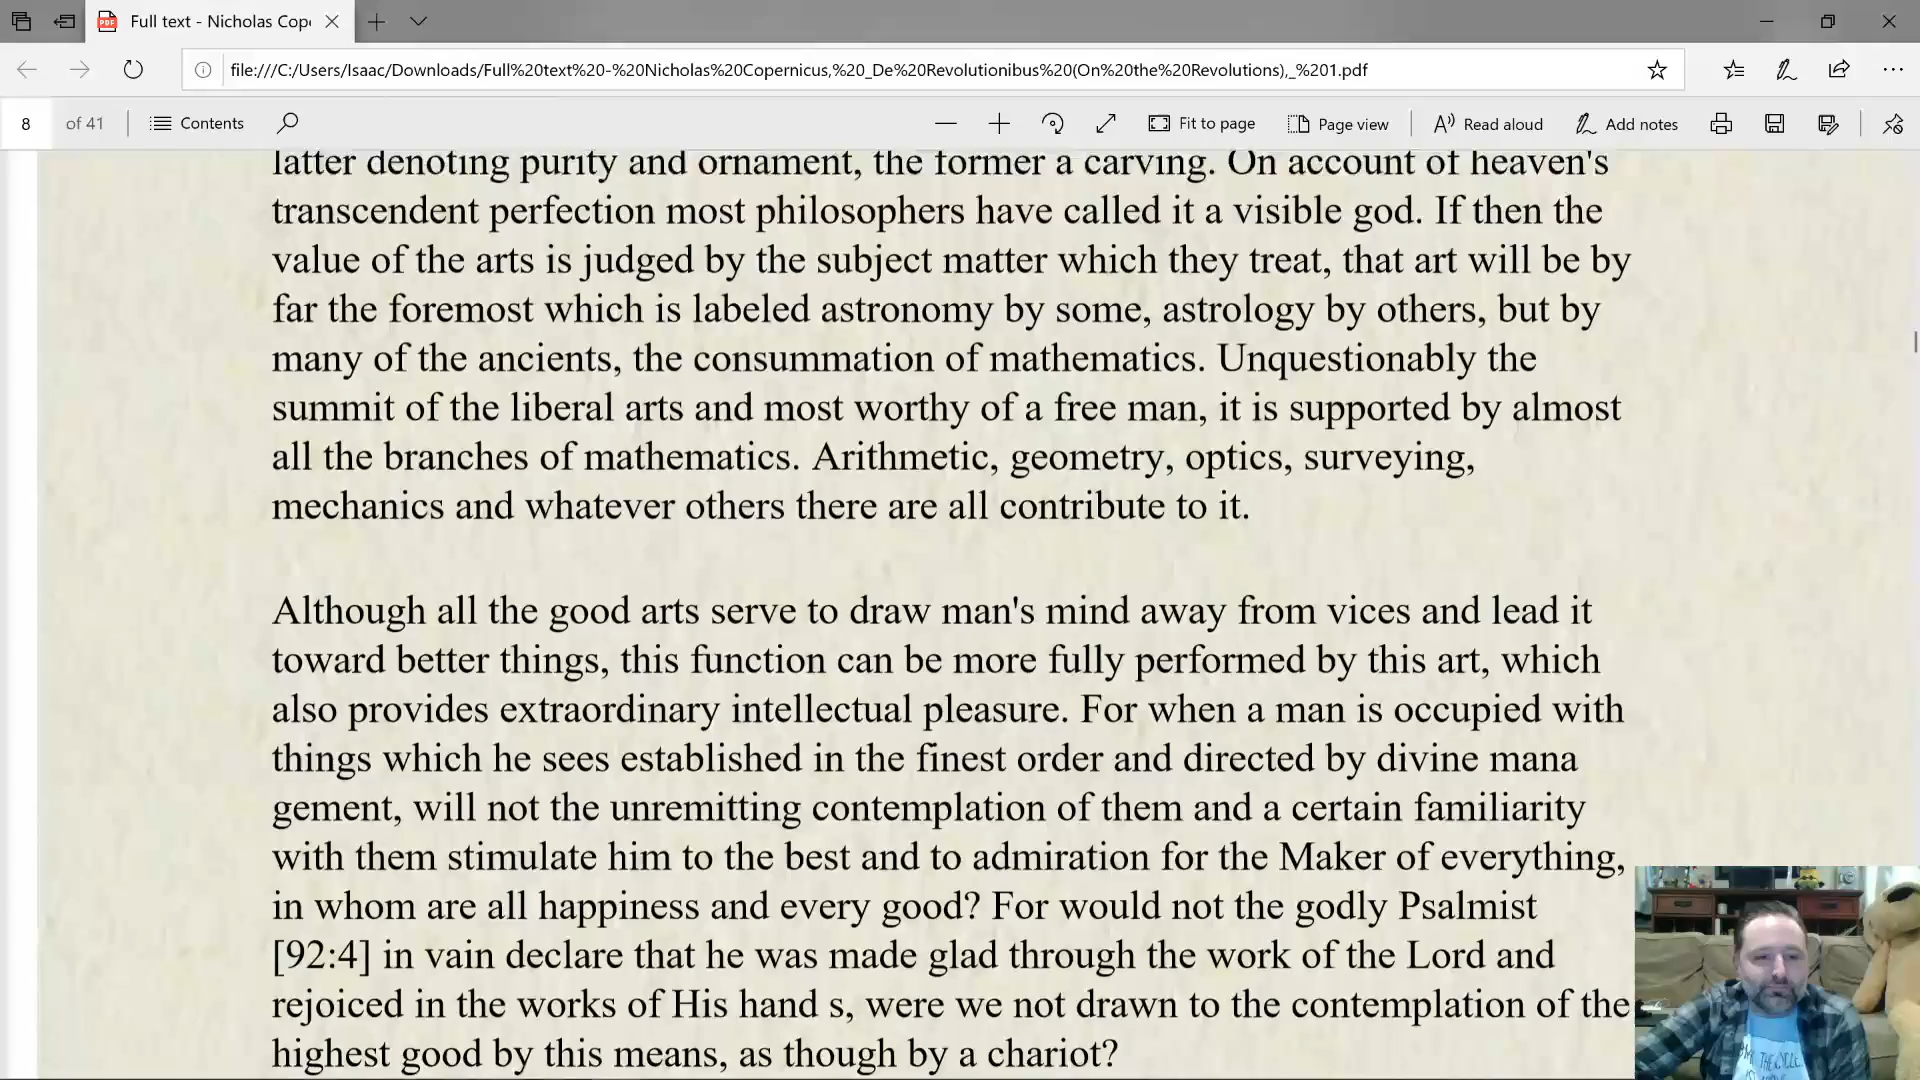 Full text - Nicholas Cop
file:///C:/Users/Isaac/Downloads/Full%20text%20-%20Nicholas%20Copernicus,%20_De%20Revolutionibus%20(On%20the%20Revolutions),_%201.pdf
8 of 41 Contents Fit to page Page view Read aloud Add notes
latter denoting purity and ornament, the former a carving. On account of heaven's
transcendent perfection most philosophers have called it a visible god. If then the
value of the arts is judged by the subject matter which they treat, that art will be by
far the foremost which is labeled astronomy by some, astrology by others, but by
many of the ancients, the consummation of mathematics. Unquestionably the
summit of the liberal arts and most worthy of a free man, it is supported by almost
all the branches of mathematics. Arithmetic, geometry, optics, surveying,
mechanics and whatever others there are all contribute to it.
Although all the good arts serve to draw man's mind away from vices and lead it
toward better things, this function can be more fully performed by this art, which
also provides extraordinary intellectual pleasure. For when a man is occupied with
things which he sees established in the finest order and directed by divine mana
gement, will not the unremitting contemplation of them and a certain familiarity
with them stimulate him to the best and to admiration for the Maker of everything,
in whom are all happiness and every good? For would not the godly Psalmist
[92:4] in vain declare that he was made glad through the work of the Lord and
rejoiced in the works of His hand s, were we not drawn to the contemplation of the
highest good by this means, as though by a chariot?